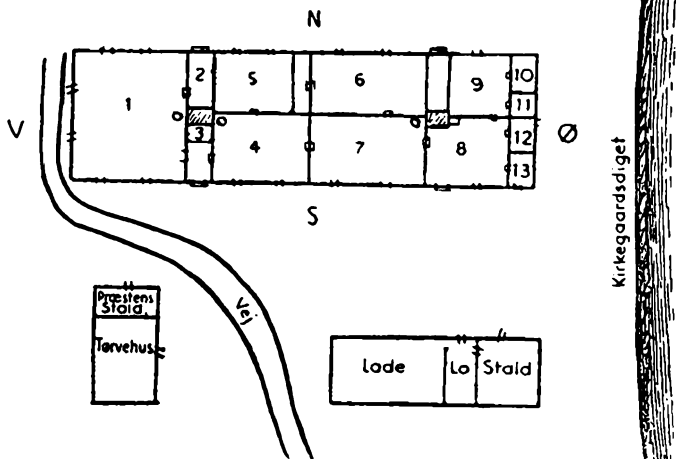 N
2
5
6
9
10
1
11
V
Ø
3
4
7
8
12
13
S
Kirkegaardsdiget
Vej
Præstens
Stald.
Tørvehus
Lade
Lo
Stald